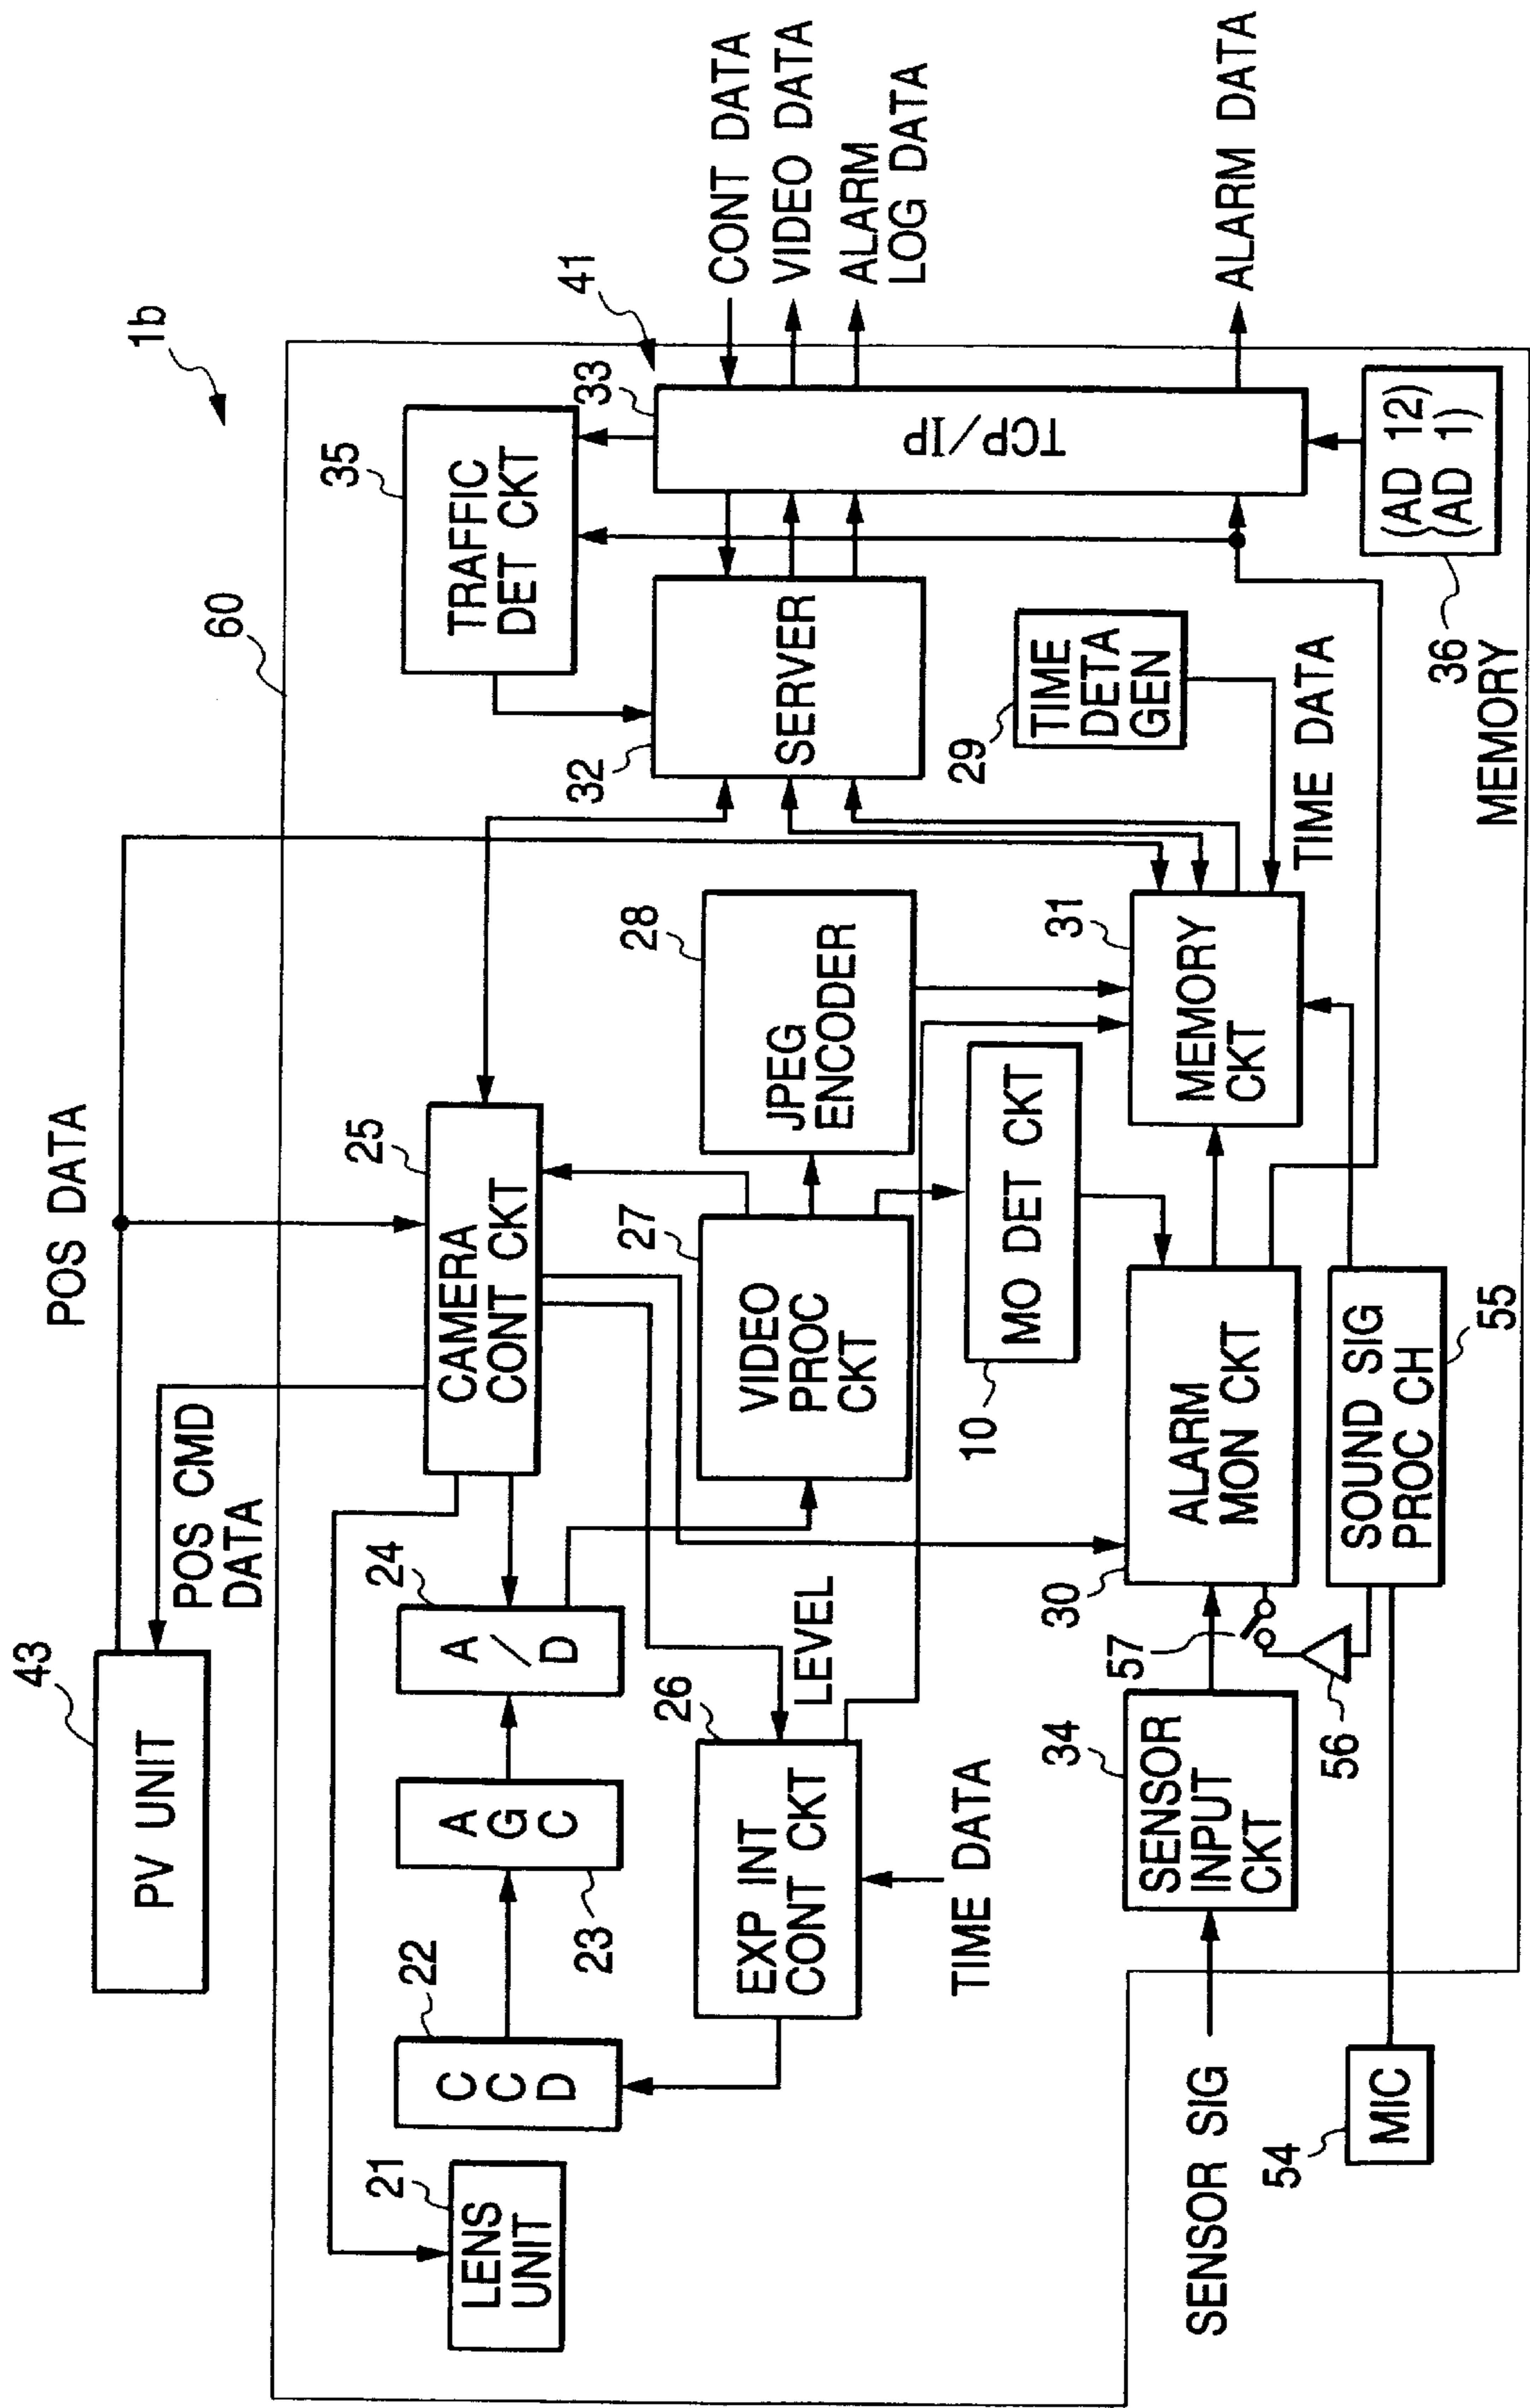 1b
43
PV UNIT
POS DATA
POS CMD
DATA
60
21
LENS
UNIT
22
C
C
D
23
A
G
C
24
A
/
D
25
CAMERA
CONT CKT
35
TRAFFIC
DET CKT
26
EXP INT
CONT CKT
LEVEL
TIME DATA
27
VIDEO
PROC
CKT
28
JPEG
ENCODER
32
SERVER
33
41
TCP/IP
CONT DATA
VIDEO DATA
ALARM
LOG DATA
10
MO DET CKT
29
TIME
DETA
GEN
TIME DATA
SENSOR SIG
34
SENSOR
INPUT
CKT
57
30
ALARM
MON CKT
31
MEMORY
CKT
ALARM DATA
54
MIC
56
SOUND SIG
PROC CH
55
36
MEMORY
(AD 12)
(AD 1)